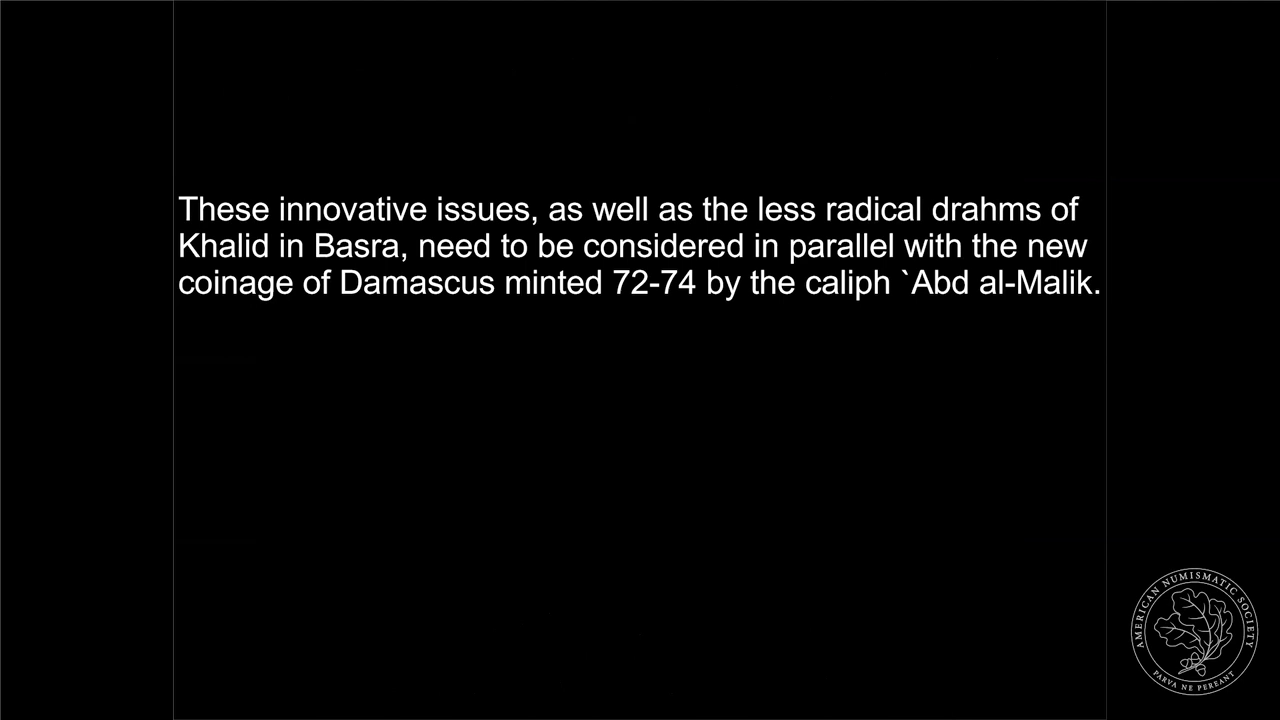 These innovative issues, as well as the less radical drahms of
Khalid in Basra, need to be considered in parallel with the new
coinage of Damascus minted 72-74 by the caliph `Abd al-Malik.
AMERICAN NUMISMATIC SOCIETY
PARVA NE PEREANT